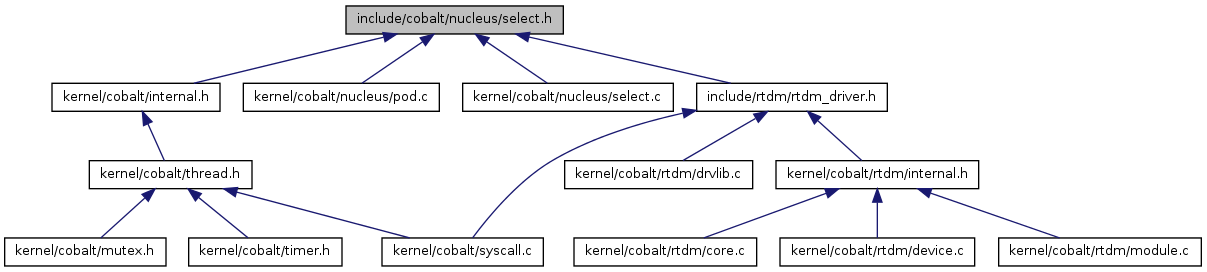 include/cobalt/nucleus/select.h
kernel/cobalt/internal.h
kernel/cobalt/nucleus/pod.c
kernel/cobalt/nucleus/select.c
include/rtdm/rtdm_driver.h
kernel/cobalt/thread.h
kernel/cobalt/rtdm/drvlib.c
kernel/cobalt/rtdm/internal.h
kernel/cobalt/mutex.h
kernel/cobalt/timer.h
kernel/cobalt/syscall.c
kernel/cobalt/rtdm/core.c
kernel/cobalt/rtdm/device.c
kernel/cobalt/rtdm/module.c